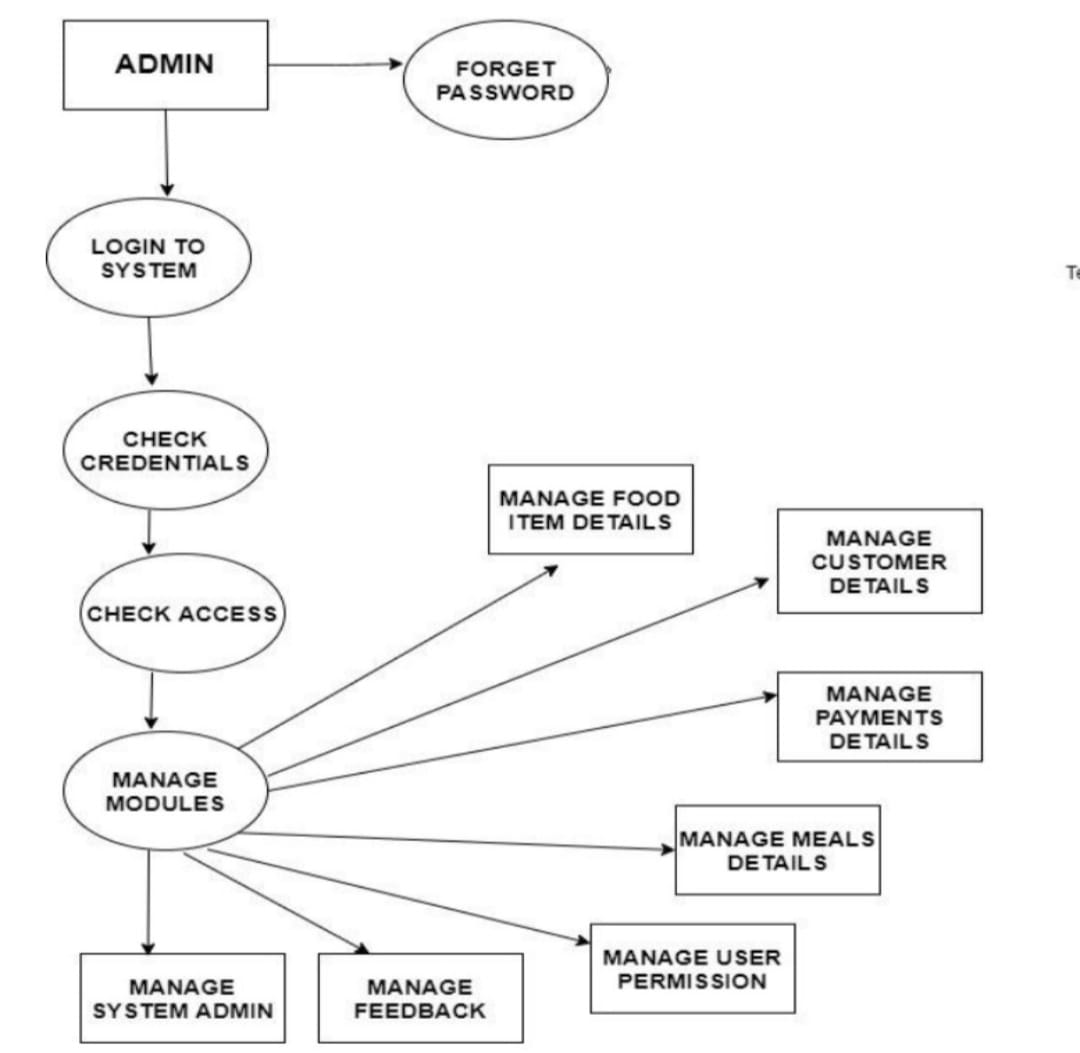 ADMIN
FORGET
PASSWORD
LOGIN TO
SYSTEM
CHECK
CREDENTIALS
CHECK ACCESS
MANAGE
MODULES
MANAGE FOOD
ITEM DETAILS
MANAGE
CUSTOMER
DETAILS
MANAGE
PAYMENTS
DETAILS
MANAGE MEALS
DETAILS
MANAGE USER
PERMISSION
MANAGE
FEEDBACK
MANAGE
SYSTEM ADMIN